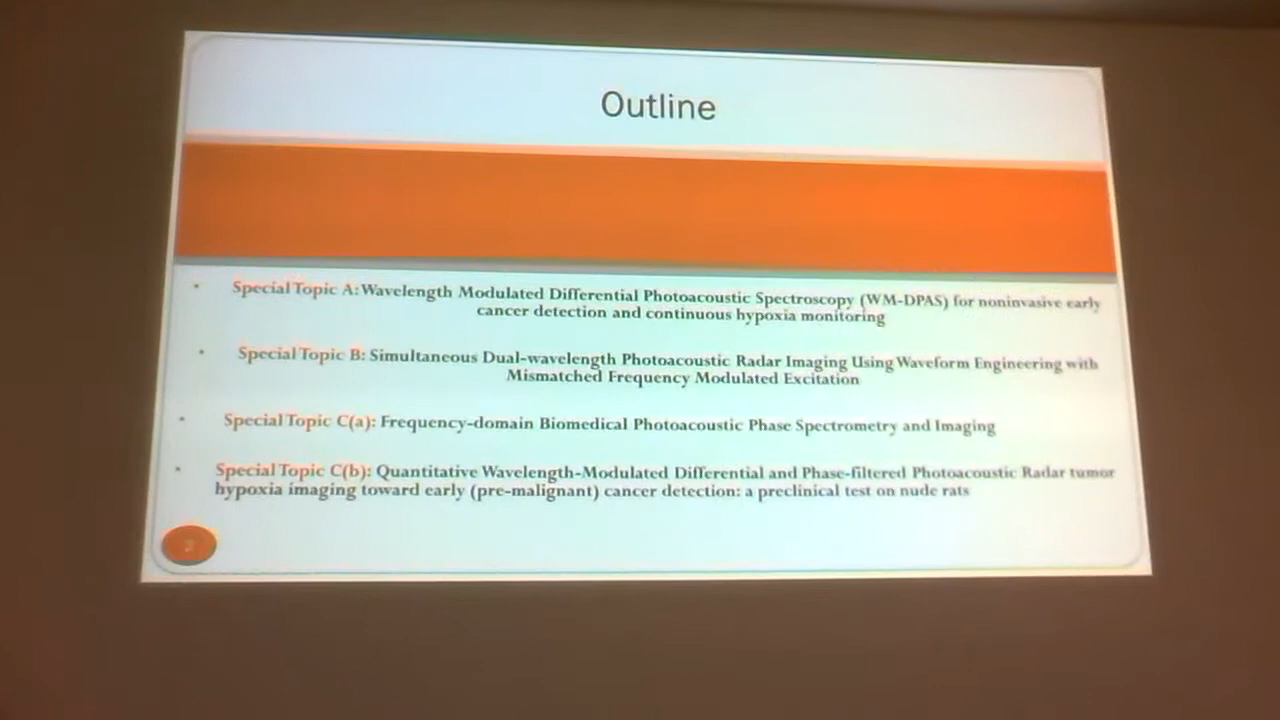 Outline
• Special Topic A: Wavelength Modulated Differential Photoacoustic Spectroscopy (WM-DPAS) for noninvasive early
cancer detection and continuous hypoxia monitoring
• Special Topic B: Simultaneous Dual-wavelength Photoacoustic Radar Imaging Using Waveform Engineering with
Mismatched Frequency Modulated Excitation
• Special Topic C(a): Frequency-domain Biomedical Photoacoustic Phase Spectrometry and Imaging
• Special Topic C(b): Quantitative Wavelength-Modulated Differential and Phase-filtered Photoacoustic Radar tumor
hypoxia imaging toward early (pre-malignant) cancer detection: a preclinical test on nude rats
2